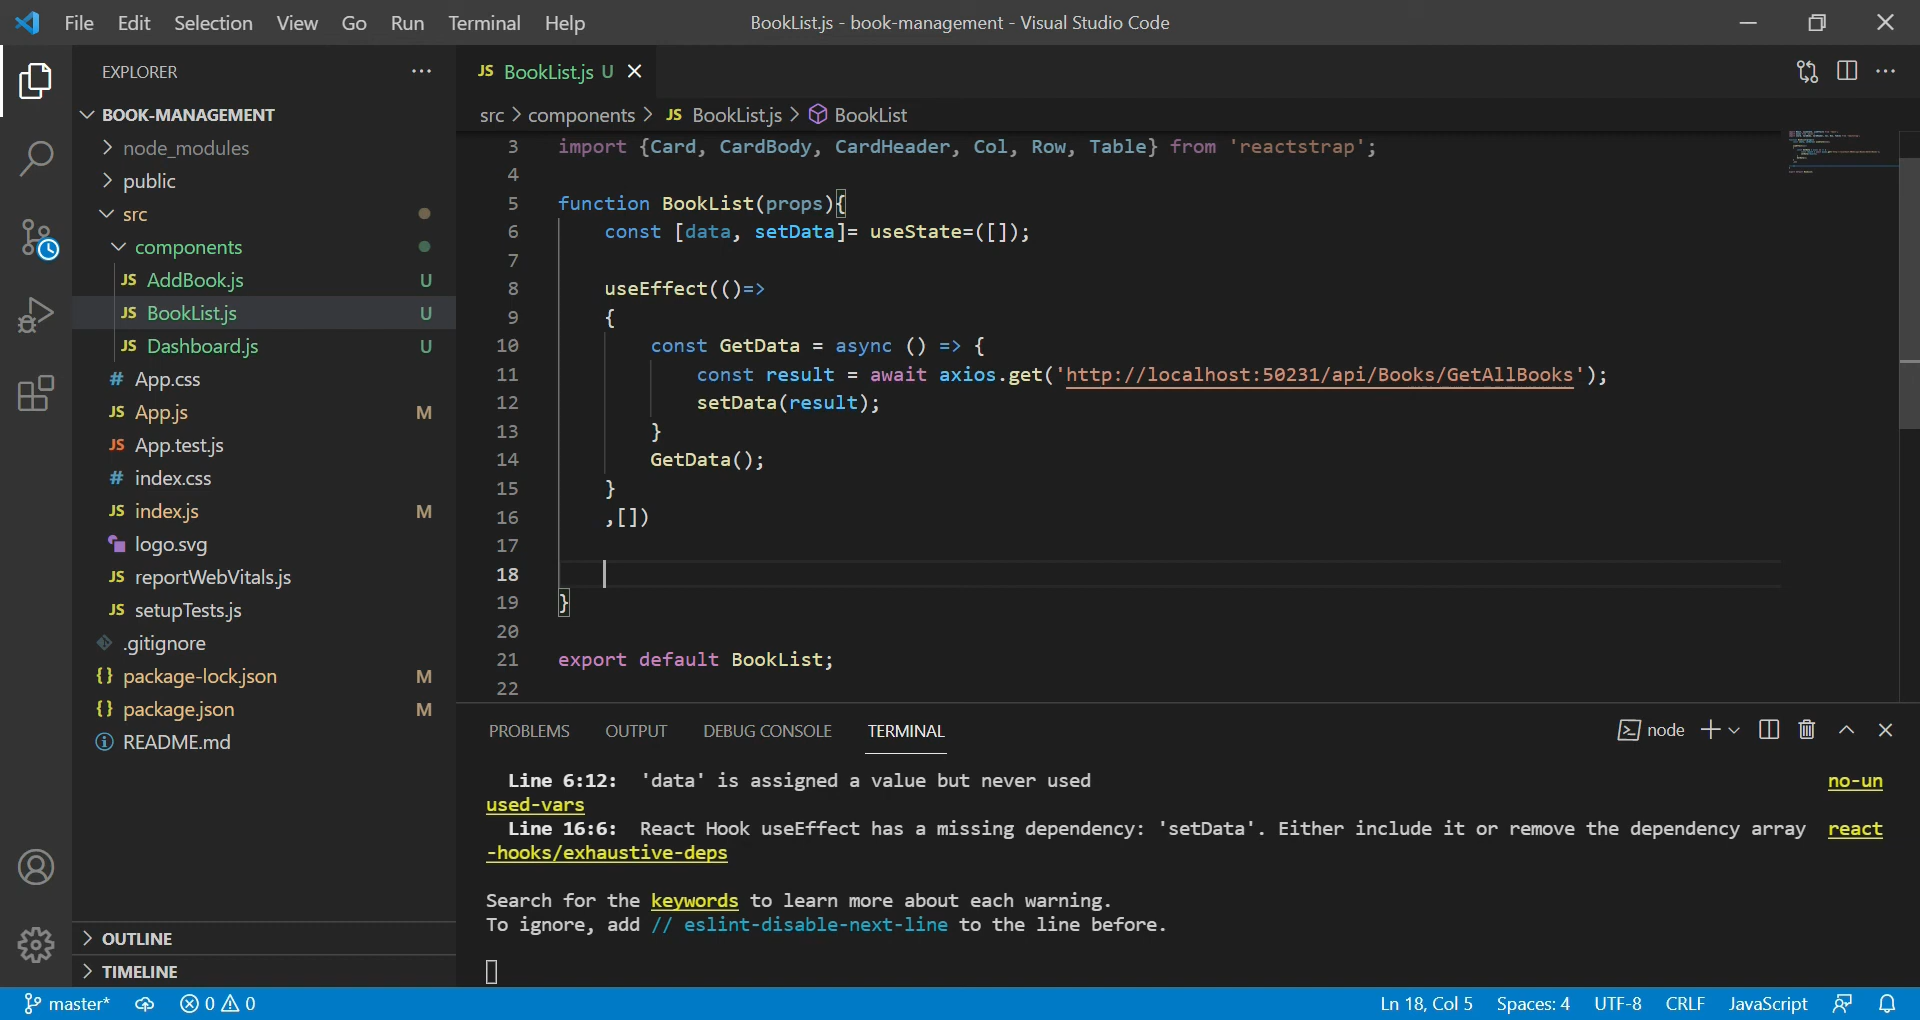 File Edit Selection View Go Run Terminal Help
BookList.js - book-management - Visual Studio Code
EXPLORER
BOOK-MANAGEMENT
node_modules
public
src
components
JS AddBook.js U
JS BookList.js U
JS Dashboard.js U
# App.css
JS App.js M
JS App.test.js
# index.css
JS index.js M
logo.svg
JS reportWebVitals.js
JS setupTests.js
.gitignore
{} package-lock.json M
{} package.json M
README.md
OUTLINE
TIMELINE
JS BookList.js U
src > components > JS BookList.js > BookList
3 import {Card, CardBody, CardHeader, Col, Row, Table} from 'reactstrap';
4
5 function BookList(props){
6 const [data, setData]= useState=([]);
7
8 useEffect(()=>
9 {
10 const GetData = async () => {
11 const result = await axios.get('http://localhost:50231/api/Books/GetAllBooks');
12 setData(result);
13 }
14 GetData();
15 }
16 ,[])
17
18
19 }
20
21 export default BookList;
22
PROBLEMS OUTPUT DEBUG CONSOLE TERMINAL
node
Line 6:12: 'data' is assigned a value but never used no-un
used-vars
Line 16:6: React Hook useEffect has a missing dependency: 'setData'. Either include it or remove the dependency array react
-hooks/exhaustive-deps
Search for the keywords to learn more about each warning.
To ignore, add // eslint-disable-next-line to the line before.
master* 0 0
Ln 18, Col 5 Spaces: 4 UTF-8 CRLF JavaScript